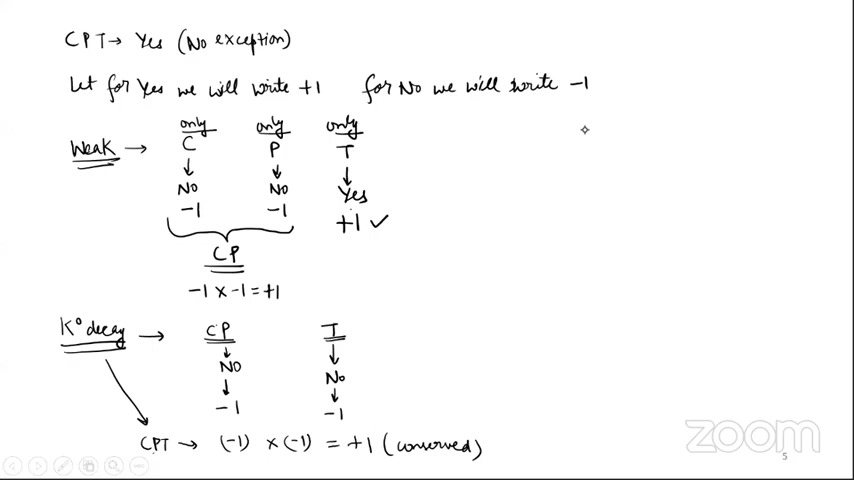 CPT → Yes (No exception)
Let for Yes we will write +1 for No we will write -1
only only only
Weak → C P T
↓ ↓ ↓
No No Yes
-1 -1 +1 ✓
CP
-1 x -1 = +1
K° decay → CP T
↓ ↓
No No
↓ ↓
-1 -1
CPT → (-1) x (-1) = +1 (conserved)
zoom
5